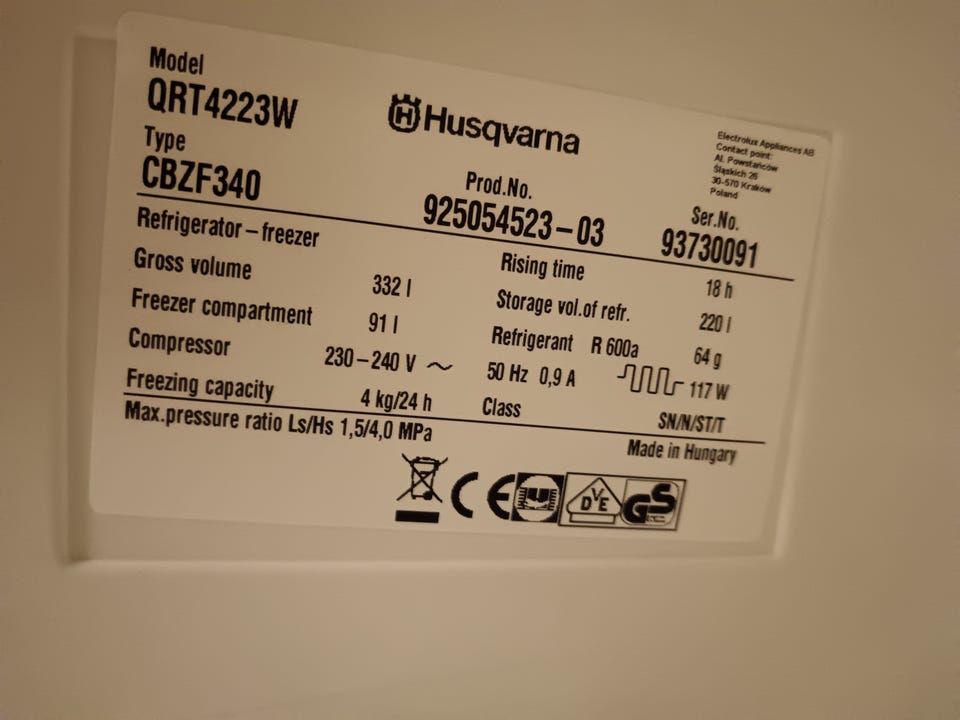 Model
QRT4223W
Husqvarna
Electrolux Appliances AB
Contact point:
Al. Powstańców
Śląskich 26
30-570 Kraków
Poland
Type
CBZF340
Prod.No.
925054523-03
Ser.No.
93730091
Refrigerator-freezer
Rising time 18 h
Gross volume 332 l
Storage vol.of refr. 220 l
Freezer compartment 91 l
Refrigerant R 600a 64 g
Compressor 230-240 V ~ 50 Hz 0,9 A 117 W
Freezing capacity 4 kg/24 h
Class SN/N/ST/T
Max.pressure ratio Ls/Hs 1,5/4,0 MPa
Made in Hungary
CE
DVE
GS